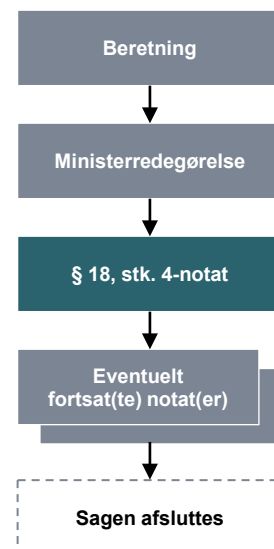 Beretning
Ministerredegørelse
§ 18, stk. 4-notat
Eventuelt
fortsat(te) notat(er)
Sagen afsluttes